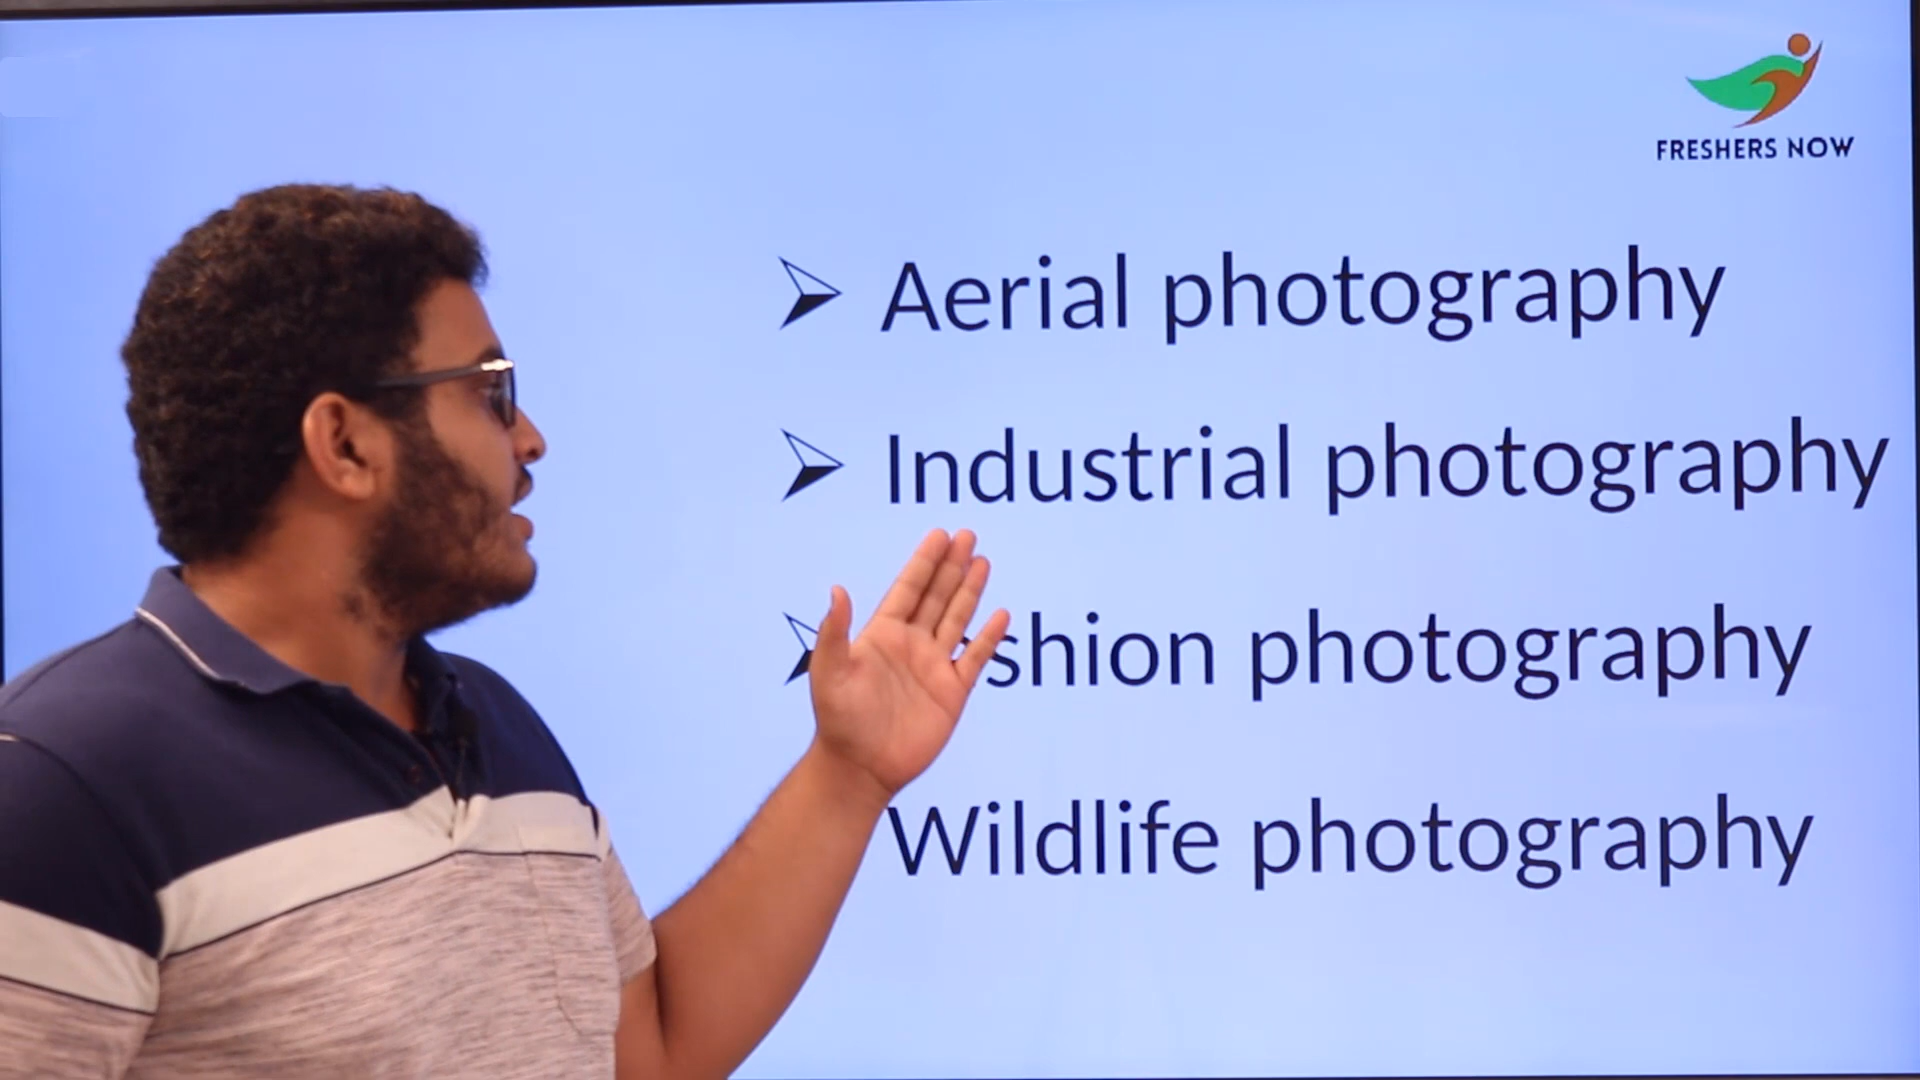 FRESHERS NOW
Aerial photography
Industrial photography
photography
Wildlife photography